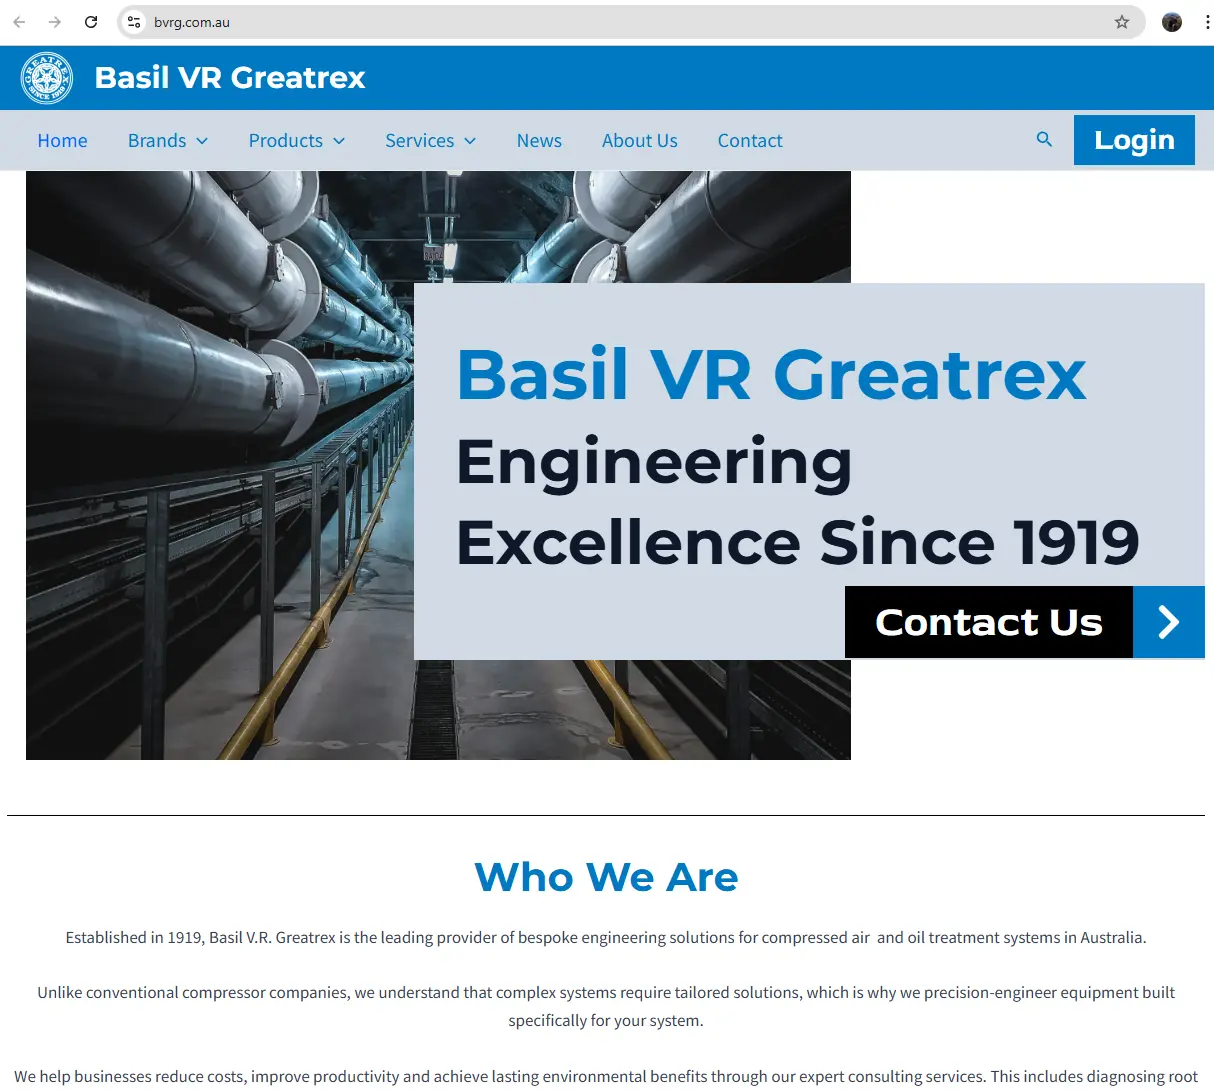 bvrg.com.au
GREATREX
SINCE 1919
Basil VR Greatrex
Home Brands Products Services News About Us Contact Login
Basil VR Greatrex
Engineering
Excellence Since 1919
Contact Us
Who We Are
Established in 1919, Basil V.R. Greatrex is the leading provider of bespoke engineering solutions for compressed air  and oil treatment systems in Australia.
Unlike conventional compressor companies, we understand that complex systems require tailored solutions, which is why we precision-engineer equipment built
specifically for your system.
We help businesses reduce costs, improve productivity and achieve lasting environmental benefits through our expert consulting services. This includes diagnosing root